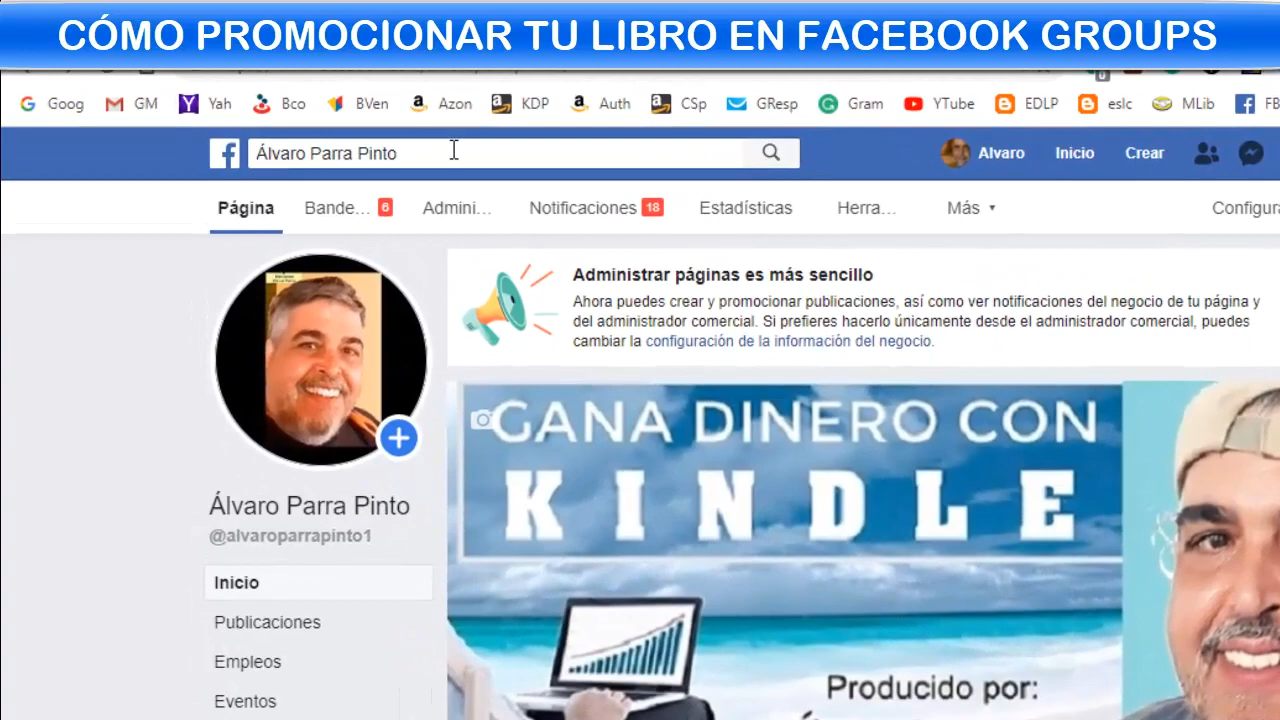 CÓMO PROMOCIONAR TU LIBRO EN FACEBOOK GROUPS
Goog GM Yah Bco BVen Azon KDP Auth CSp GResp Gram YTube EDLP eslc MLib FB
Álvaro Parra Pinto Alvaro Inicio Crear
Página Bande... 6 Admini... Notificaciones 18 Estadísticas Herra... Más Configura
Administrar páginas es más sencillo
Ahora puedes crear y promocionar publicaciones, así como ver notificaciones del negocio de tu página y
del administrador comercial. Si prefieres hacerlo únicamente desde el administrador comercial, puedes
cambiar la configuración de la información del negocio.
GANA DINERO CON
KINDLE
Álvaro Parra Pinto
@alvaroparrapinto1
Inicio
Publicaciones
Empleos
Eventos
Producido por: